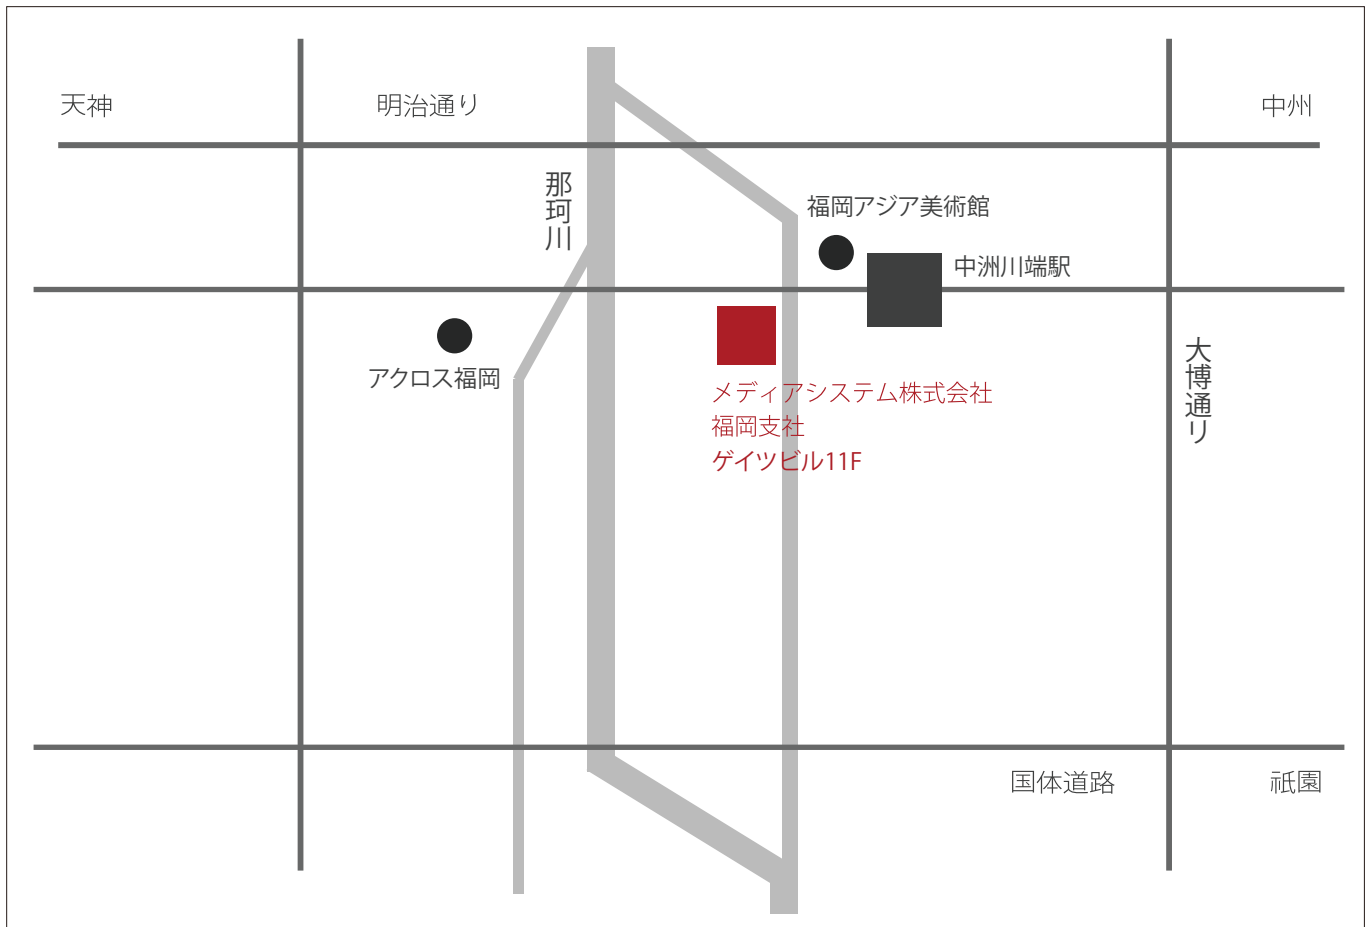 天神
明治通り
中州
那珂川
福岡アジア美術館
中洲川端駅
アクロス福岡
大博通り
メディアシステム株式会社
福岡支社
ゲイツビル11F
国体道路
祇園